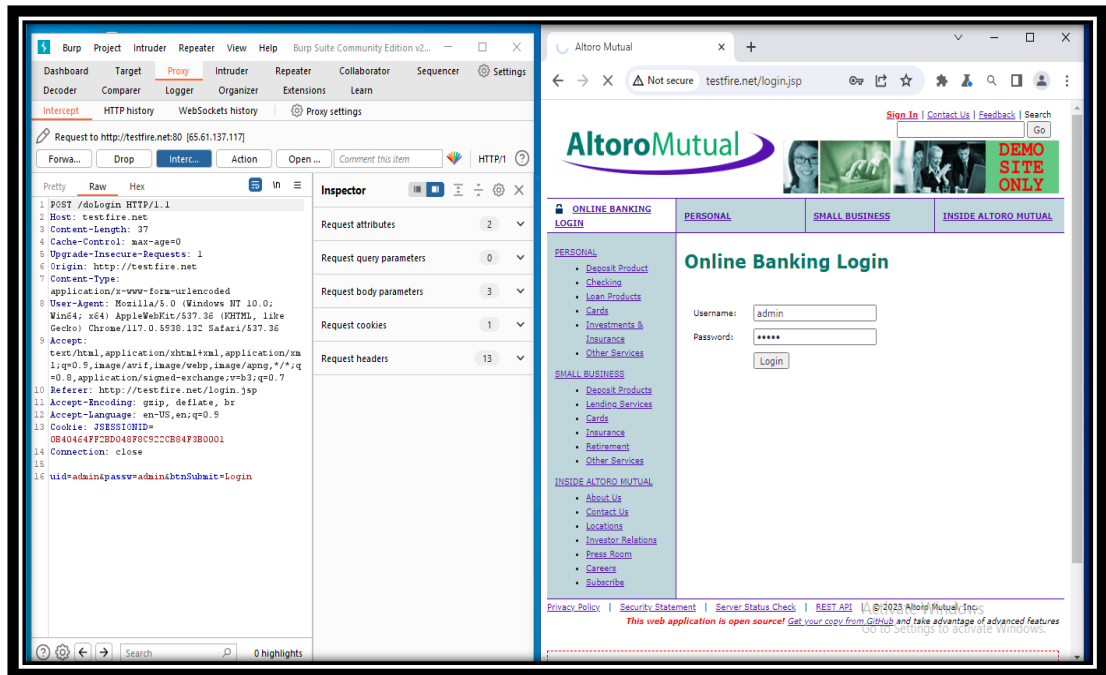 Burp Project Intruder Repeater View Help Burp Suite Community Edition v2...
Dashboard Target Proxy Intruder Repeater Collaborator Sequencer Settings
Decoder Comparer Logger Organizer Extensions Learn
Intercept HTTP history WebSockets history Proxy settings
Request to http://testfire.net:80 [65.61.137.117]
Forwa... Drop Interc... Action Open ... Comment this item HTTP/1
Pretty Raw Hex \n
1 POST /doLogin HTTP/1.1
2 Host: testfire.net
3 Content-Length: 37
4 Cache-Control: max-age=0
5 Upgrade-Insecure-Requests: 1
6 Origin: http://testfire.net
7 Content-Type:
application/x-www-form-urlencoded
8 User-Agent: Mozilla/5.0 (Windows NT 10.0;
Win64; x64) AppleWebKit/537.36 (KHTML, like
Gecko) Chrome/117.0.5938.132 Safari/537.36
9 Accept:
text/html,application/xhtml+xml,application/xm
l;q=0.9,image/avif,image/webp,image/apng,*/*;q
=0.8,application/signed-exchange;v=b3;q=0.7
10 Referer: http://testfire.net/login.jsp
11 Accept-Encoding: gzip, deflate, br
12 Accept-Language: en-US,en;q=0.9
13 Cookie: JSESSIONID=
0B40464FF2BD048F8C922CB84F3B0001
14 Connection: close
15
16 uid=admin&passw=admin&btnSubmit=Login
Inspector
Request attributes 2
Request query parameters 0
Request body parameters 3
Request cookies 1
Request headers 13
Search 0 highlights
Altoro Mutual
Not secure testfire.net/login.jsp
Sign In | Contact Us | Feedback | Search
Go
AltoroMutual
DEMO
SITE
ONLY
ONLINE BANKING
LOGIN
PERSONAL
SMALL BUSINESS
INSIDE ALTORO MUTUAL
PERSONAL
Deposit Product
Checking
Loan Products
Cards
Investments &
Insurance
Other Services
SMALL BUSINESS
Deposit Products
Lending Services
Cards
Insurance
Retirement
Other Services
INSIDE ALTORO MUTUAL
About Us
Contact Us
Locations
Investor Relations
Press Room
Careers
Subscribe
Online Banking Login
Username: admin
Password: •••••
Login
Privacy Policy | Security Statement | Server Status Check | REST API | © 2023 Altoro Mutual, Inc.
This web application is open source! Get your copy from GitHub and take advantage of advanced features
Activate Windows
Go to Settings to activate Windows.